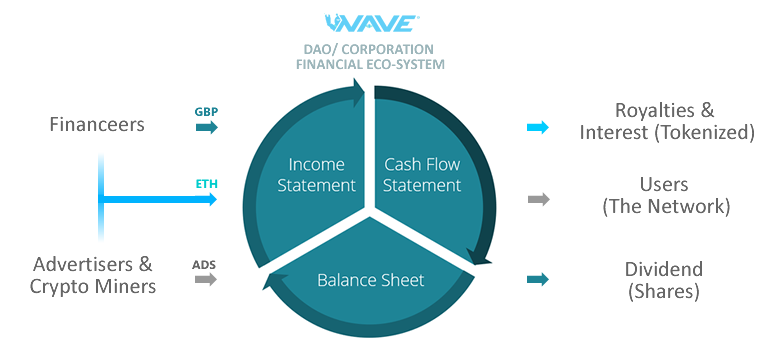 WAVE
DAO/ CORPORATION
FINANCIAL ECO-SYSTEM
Financeers
GBP
Income
Statement
Cash Flow
Statement
Royalties &
Interest (Tokenized)
ETH
Users
(The Network)
Advertisers &
Crypto Miners
ADS
Balance Sheet
Dividend
(Shares)